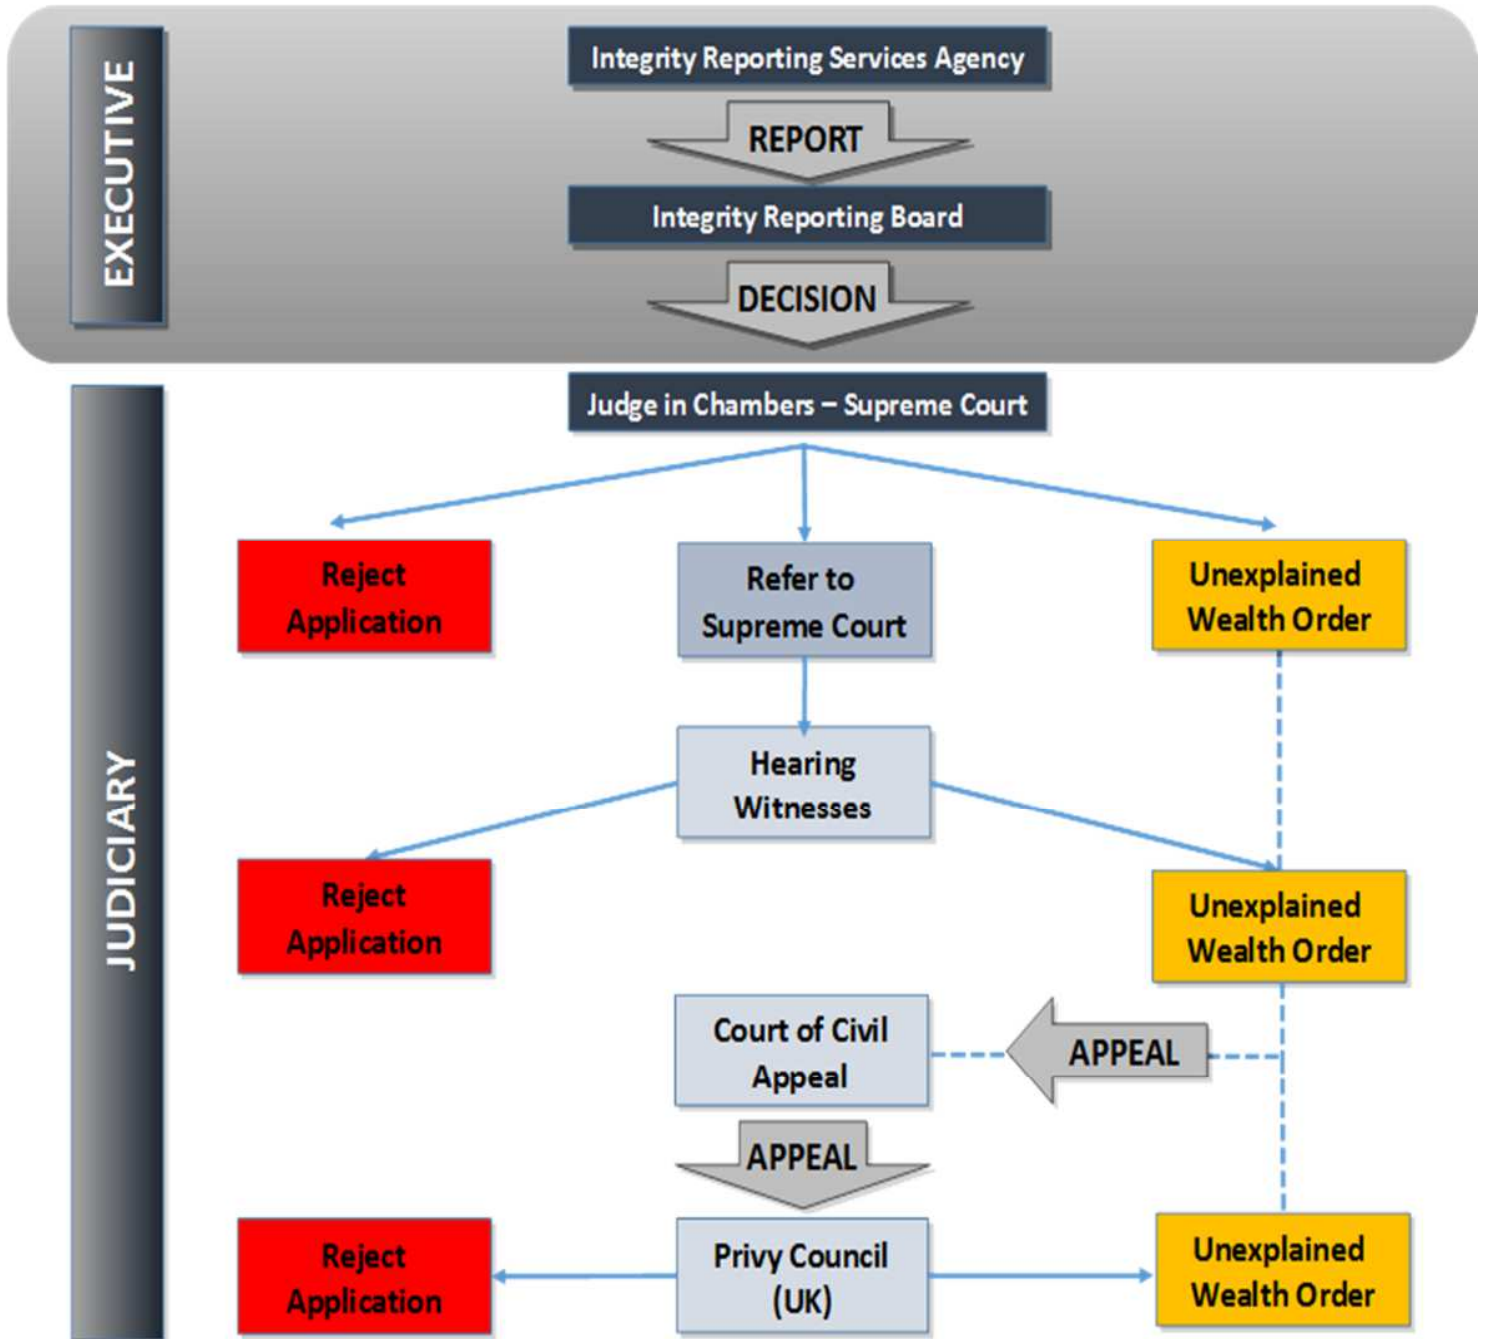 EXECUTIVE
Integrity Reporting Services Agency
REPORT
Integrity Reporting Board
DECISION
JUDICIARY
Judge in Chambers – Supreme Court
Reject
Application
Refer to
Supreme Court
Unexplained
Wealth Order
Hearing
Witnesses
Reject
Application
Unexplained
Wealth Order
Court of Civil
Appeal
APPEAL
APPEAL
Reject
Application
Privy Council
(UK)
Unexplained
Wealth Order